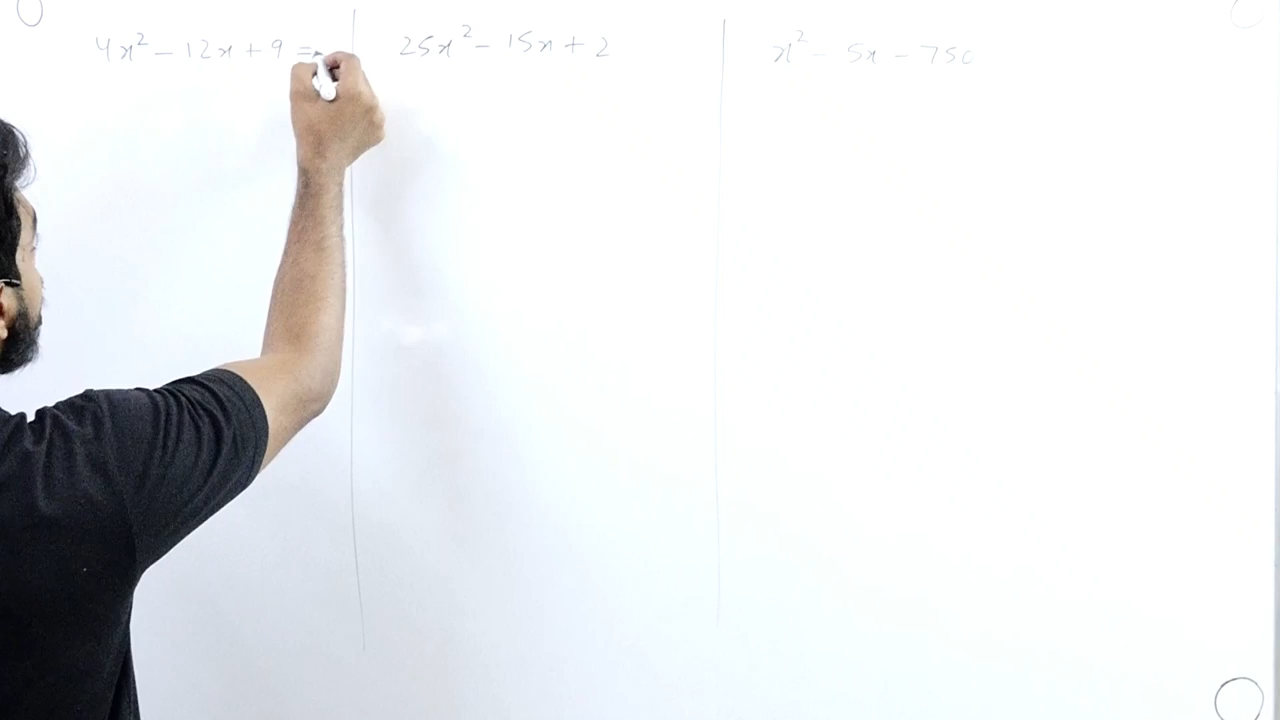 4x² - 12x + 9 =
25x² - 15x + 2
x² - 5x - 750